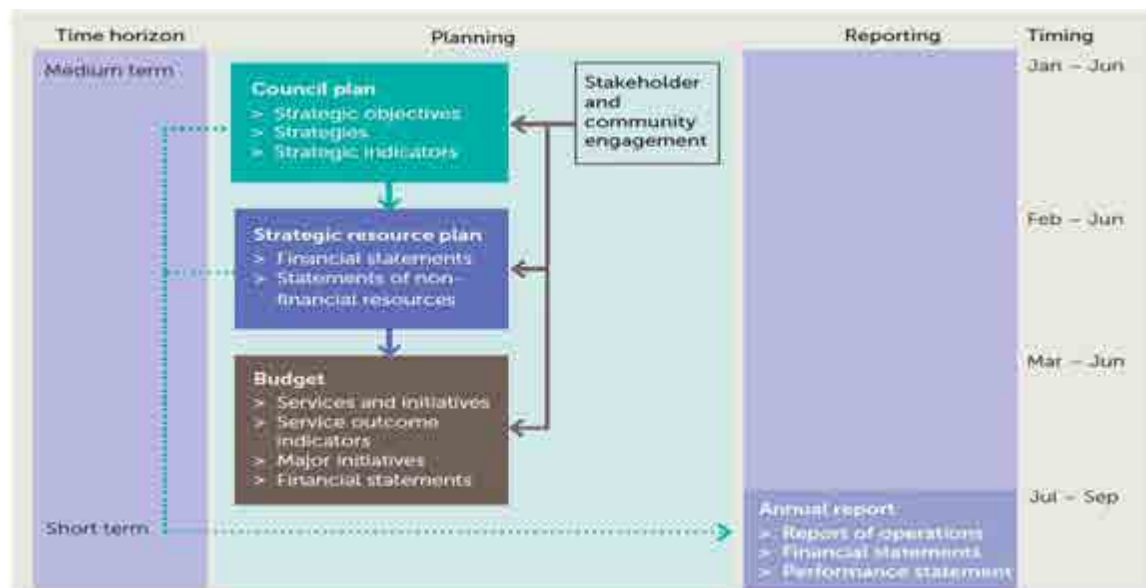 Time horizon
Planning
Reporting
Timing
Medium term
Jan – Jun
Council plan
> Strategic objectives
> Strategies
> Strategic indicators
Stakeholder
and
community
engagement
Feb – Jun
Strategic resource plan
> Financial statements
> Statements of non-
financial resources
Mar – Jun
Budget
> Services and initiatives
> Service outcome
indicators
> Major initiatives
> Financial statements
Jul – Sep
Short term
Annual report
> Report of operations
> Financial statements
> Performance statement